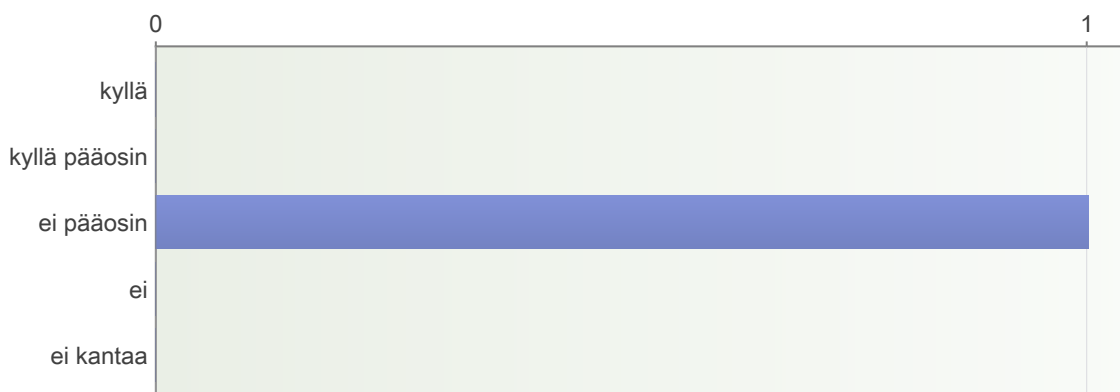 0 1
kyllä
kyllä pääosin
ei pääosin
ei
ei kantaa